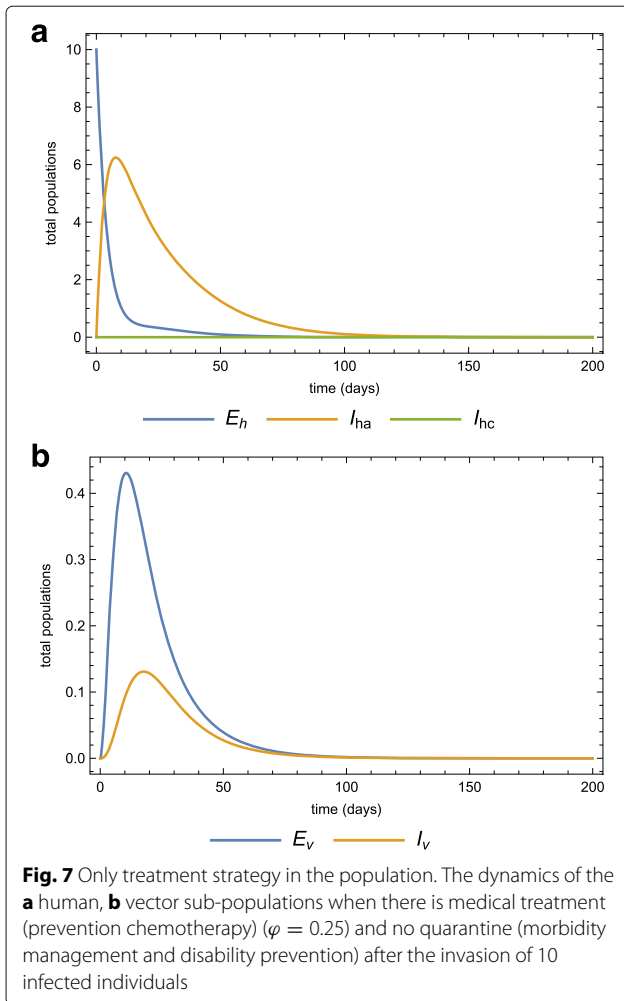 a
10
8
6
4
2
0
total populations
0 50 100 150 200
time (days)
E_h I_ha I_hc
b
0.4
0.3
0.2
0.1
0.0
total populations
0 50 100 150 200
time (days)
E_v I_v
Fig. 7 Only treatment strategy in the population. The dynamics of the
a human, b vector sub-populations when there is medical treatment
(prevention chemotherapy) (φ = 0.25) and no quarantine (morbidity
management and disability prevention) after the invasion of 10
infected individuals